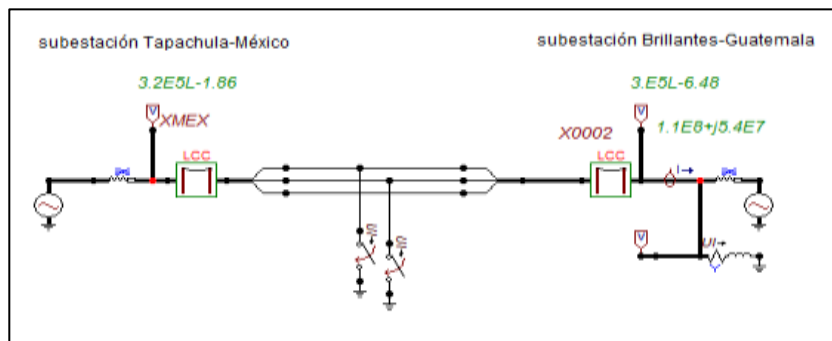 subestación Tapachula-México
subestación Brillantes-Guatemala
3.2E5L-1.86
3.E5L-6.48
V
XMEX
V
1.1E8+j5.4E7
X0002
LCC
LCC
I
V
UI
Y